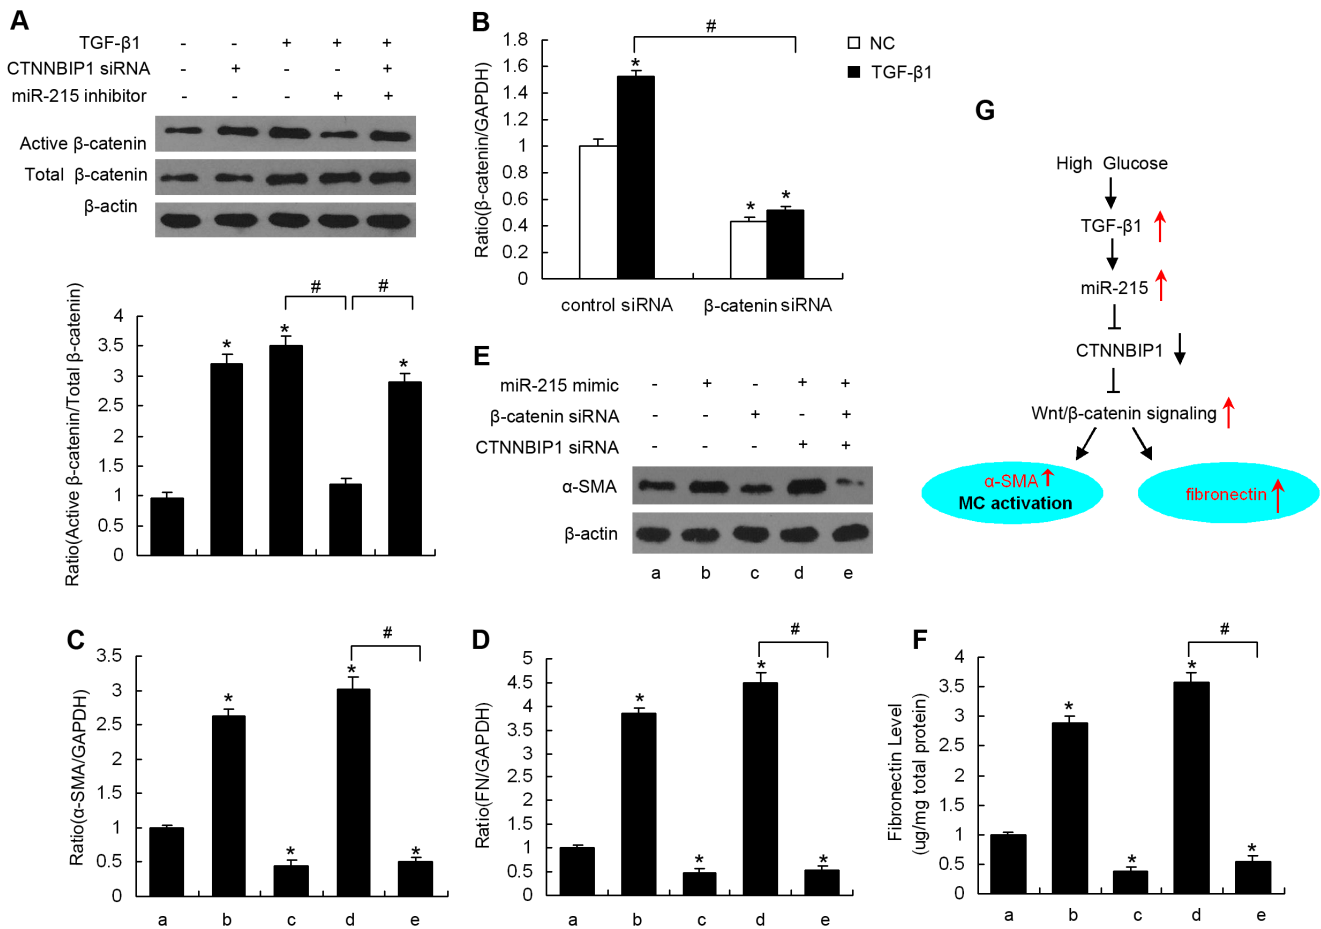 A
TGF-β1 - - + + +
CTNNBIP1 siRNA - + - - +
miR-215 inhibitor - - - + +
Active β-catenin
Total β-catenin
β-actin
Ratio(Active β-catenin/Total β-catenin)
4
3.5
3
2.5
2
1.5
1
0.5
0
* * *
# #
B
Ratio(β-catenin/GAPDH)
1.8
1.6
1.4
1.2
1
0.8
0.6
0.4
0.2
0
#
* * *
NC
TGF-β1
control siRNA β-catenin siRNA
E
miR-215 mimic - + - + +
β-catenin siRNA - - + - +
CTNNBIP1 siRNA - - - + +
α-SMA
β-actin
a b c d e
G
High Glucose
TGF-β1
miR-215
CTNNBIP1
Wnt/β-catenin signaling
α-SMA
MC activation
fibronectin
C
Ratio(α-SMA/GAPDH)
3.5
3
2.5
2
1.5
1
0.5
0
#
* * * *
a b c d e
D
Ratio(FN/GAPDH)
5
4.5
4
3.5
3
2.5
2
1.5
1
0.5
0
#
* * * *
a b c d e
F
Fibronectin Level
(ug/mg total protein)
4
3.5
3
2.5
2
1.5
1
0.5
0
#
* * * *
a b c d e